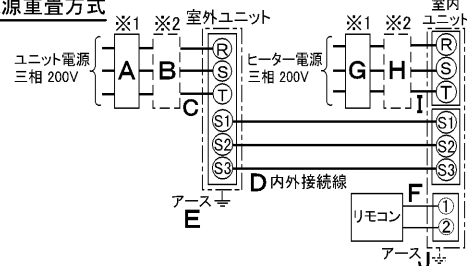 源重畳方式
室外ユニット
室内
ユニット
※1 ※2
※1 ※2
ユニット電源
三相 200V
A B
R
S
T
C
ヒーター電源
三相 200V
G H
R
S
T
I
S1
S2
S3
S1
S2
S3
D 内外接続線
アース
E
リモコン
F
1
2
アース
J